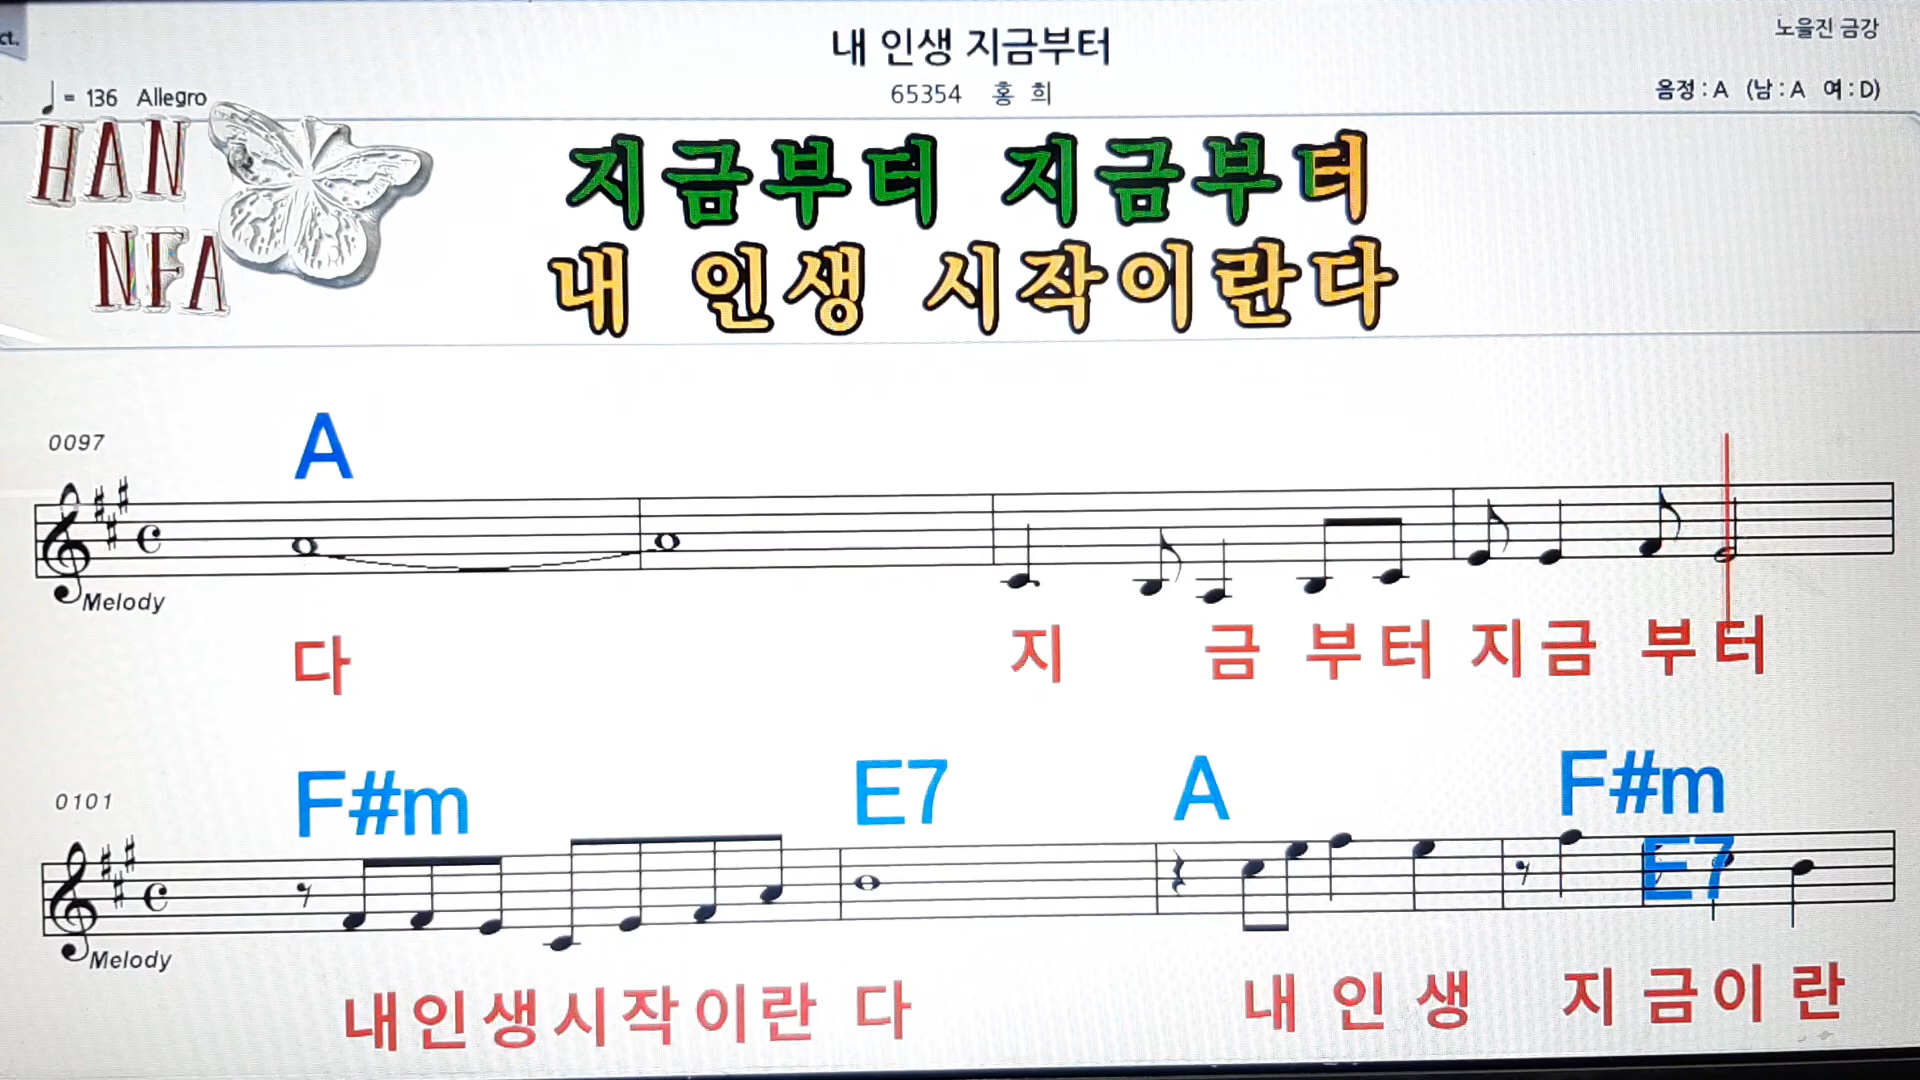 ct.
내 인생 지금부터
노을진 금강
= 136 Allegro
65354 홍 희
음정 : A (남 : A 여 : D)
HAN
NFA
지금부터 지금부터
내 인생 시작이란다
0097
A
Melody
다 지 금 부터 지금 부터
0101
F#m E7 A F#m E7
Melody
내인생시작이란 다 내 인 생 지 금이 란